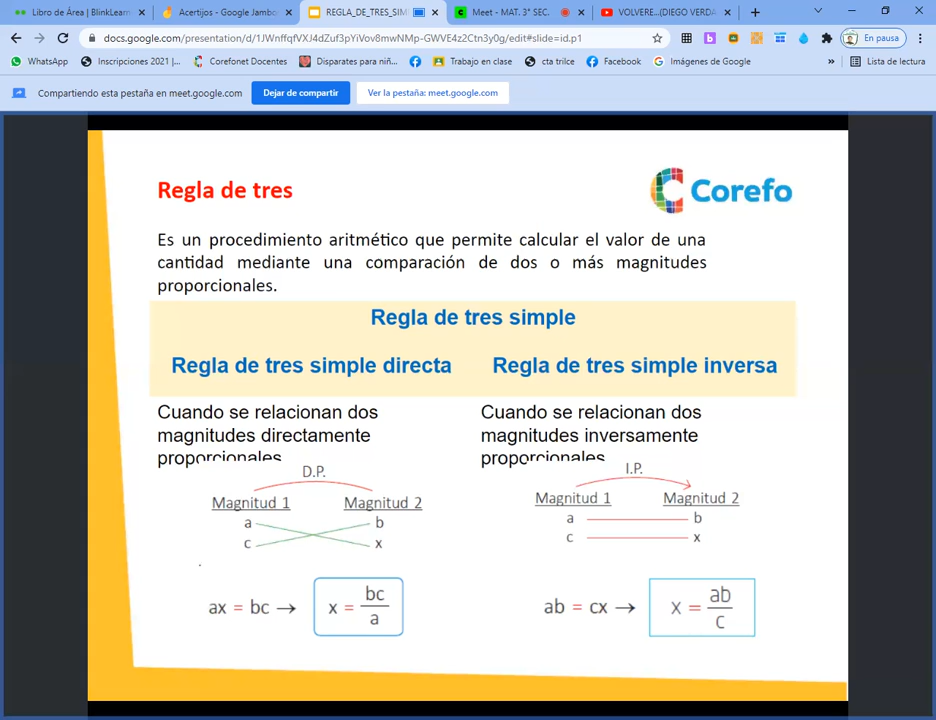 Libro de Área | BlinkLearn
Acertijos - Google Jambo
REGLA_DE_TRES_SIM
Meet - MAT. 3° SEC.
VOLVERE...(DIEGO VERDA
docs.google.com/presentation/d/1JWnffqfVXJ4dZuf3pYiVov8mwNMp-GWVE4z2Ctn3y0g/edit#slide=id.p1
En pausa
WhatsApp
Inscripciones 2021 |...
Corefonet Docentes
Disparates para niñ...
Trabajo en clase
cta trilce
Facebook
Imágenes de Google
»
Lista de lectura
Compartiendo esta pestaña en meet.google.com
Dejar de compartir
Ver la pestaña: meet.google.com
Regla de tres
Corefo
Es un procedimiento aritmético que permite calcular el valor de una
cantidad mediante una comparación de dos o más magnitudes
proporcionales.
Regla de tres simple
Regla de tres simple directa
Regla de tres simple inversa
Cuando se relacionan dos
magnitudes directamente
proporcionales
D.P.
Magnitud 1 Magnitud 2
a b
c x
ax = bc → x = bc/a
Cuando se relacionan dos
magnitudes inversamente
proporcionales
I.P.
Magnitud 1 Magnitud 2
a b
c x
ab = cx → x = ab/c